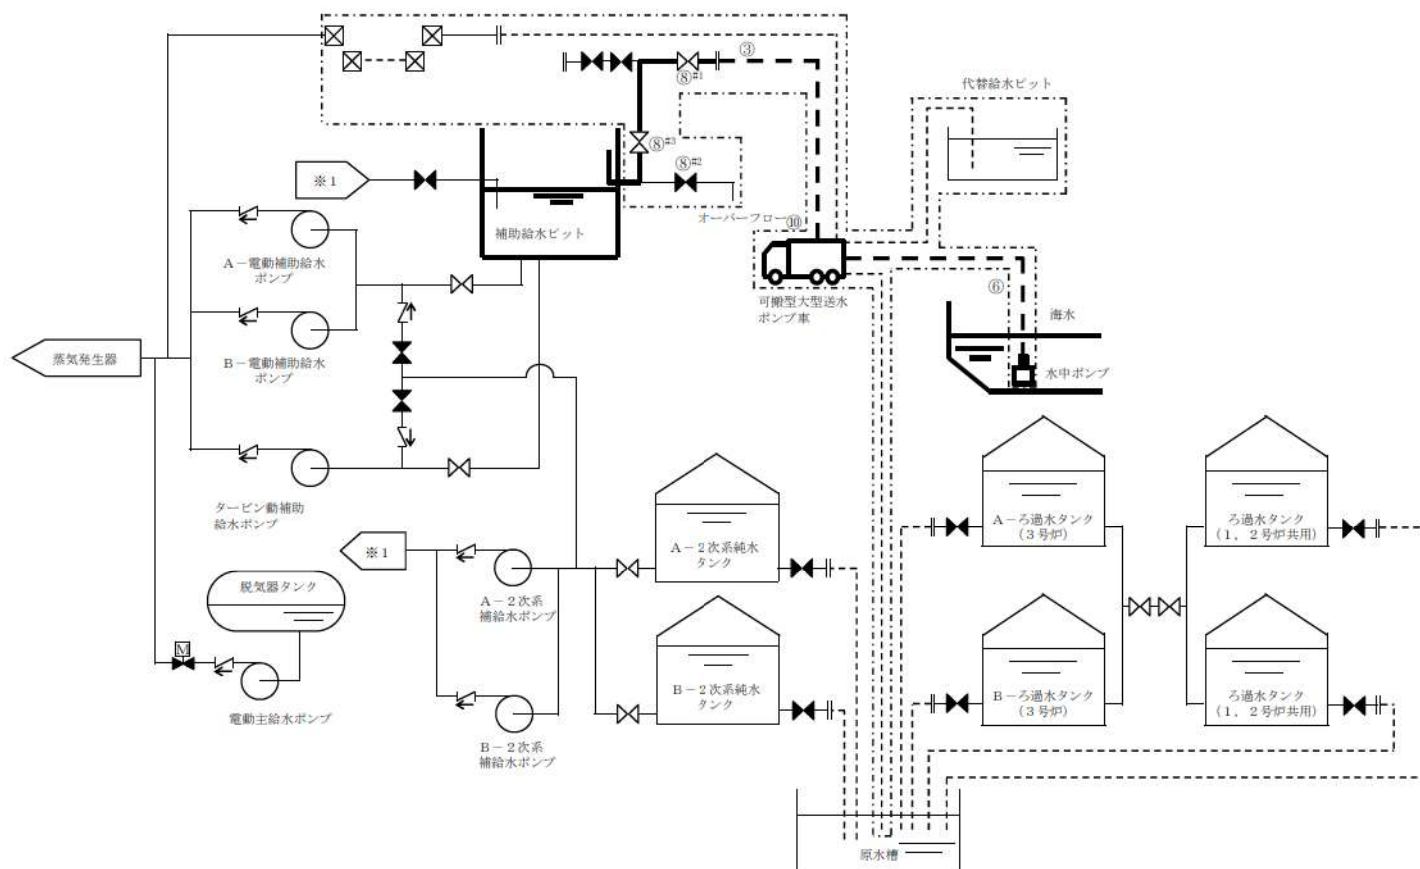 ③
⑧#1
代替給水ピット
⑧#3
⑧#2
※1
オーバーフロー
⑩
補助給水ピット
A-電動補助給水
ポンプ
可搬型大型送水
ポンプ車
⑥
海水
水中ポンプ
蒸気発生器
B-電動補助給水
ポンプ
タービン動補助
給水ポンプ
A-2次系純水
タンク
A-ろ過水タンク
(3号炉)
ろ過水タンク
(1,2号炉共用)
※1
脱気器タンク
A-2次系
補給水ポンプ
M
B-2次系純水
タンク
B-ろ過水タンク
(3号炉)
ろ過水タンク
(1,2号炉共用)
電動主給水ポンプ
B-2次系
補給水ポンプ
原水槽